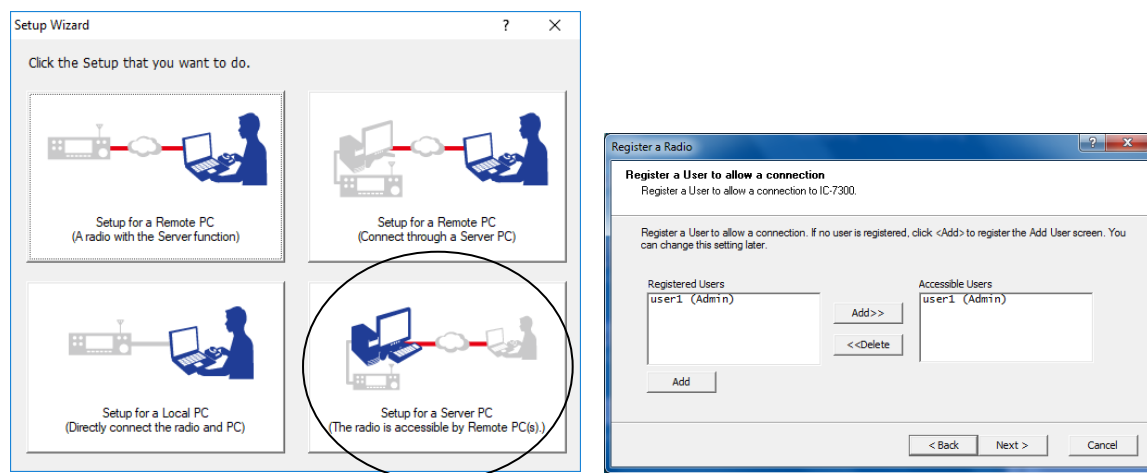 Setup Wizard
Click the Setup that you want to do.
Setup for a Remote PC
(A radio with the Server function)
Setup for a Remote PC
(Connect through a Server PC)
Setup for a Local PC
(Directly connect the radio and PC)
Setup for a Server PC
(The radio is accessible by Remote PC(s).)
Register a Radio
Register a User to allow a connection
Register a User to allow a connection to IC-7300.
Register a User to allow a connection. If no user is registered, click <Add> to register the Add User screen. You
can change this setting later.
Registered Users
user1 (Admin)
Add
Add>>
<<Delete
Accessible Users
user1 (Admin)
< Back
Next >
Cancel